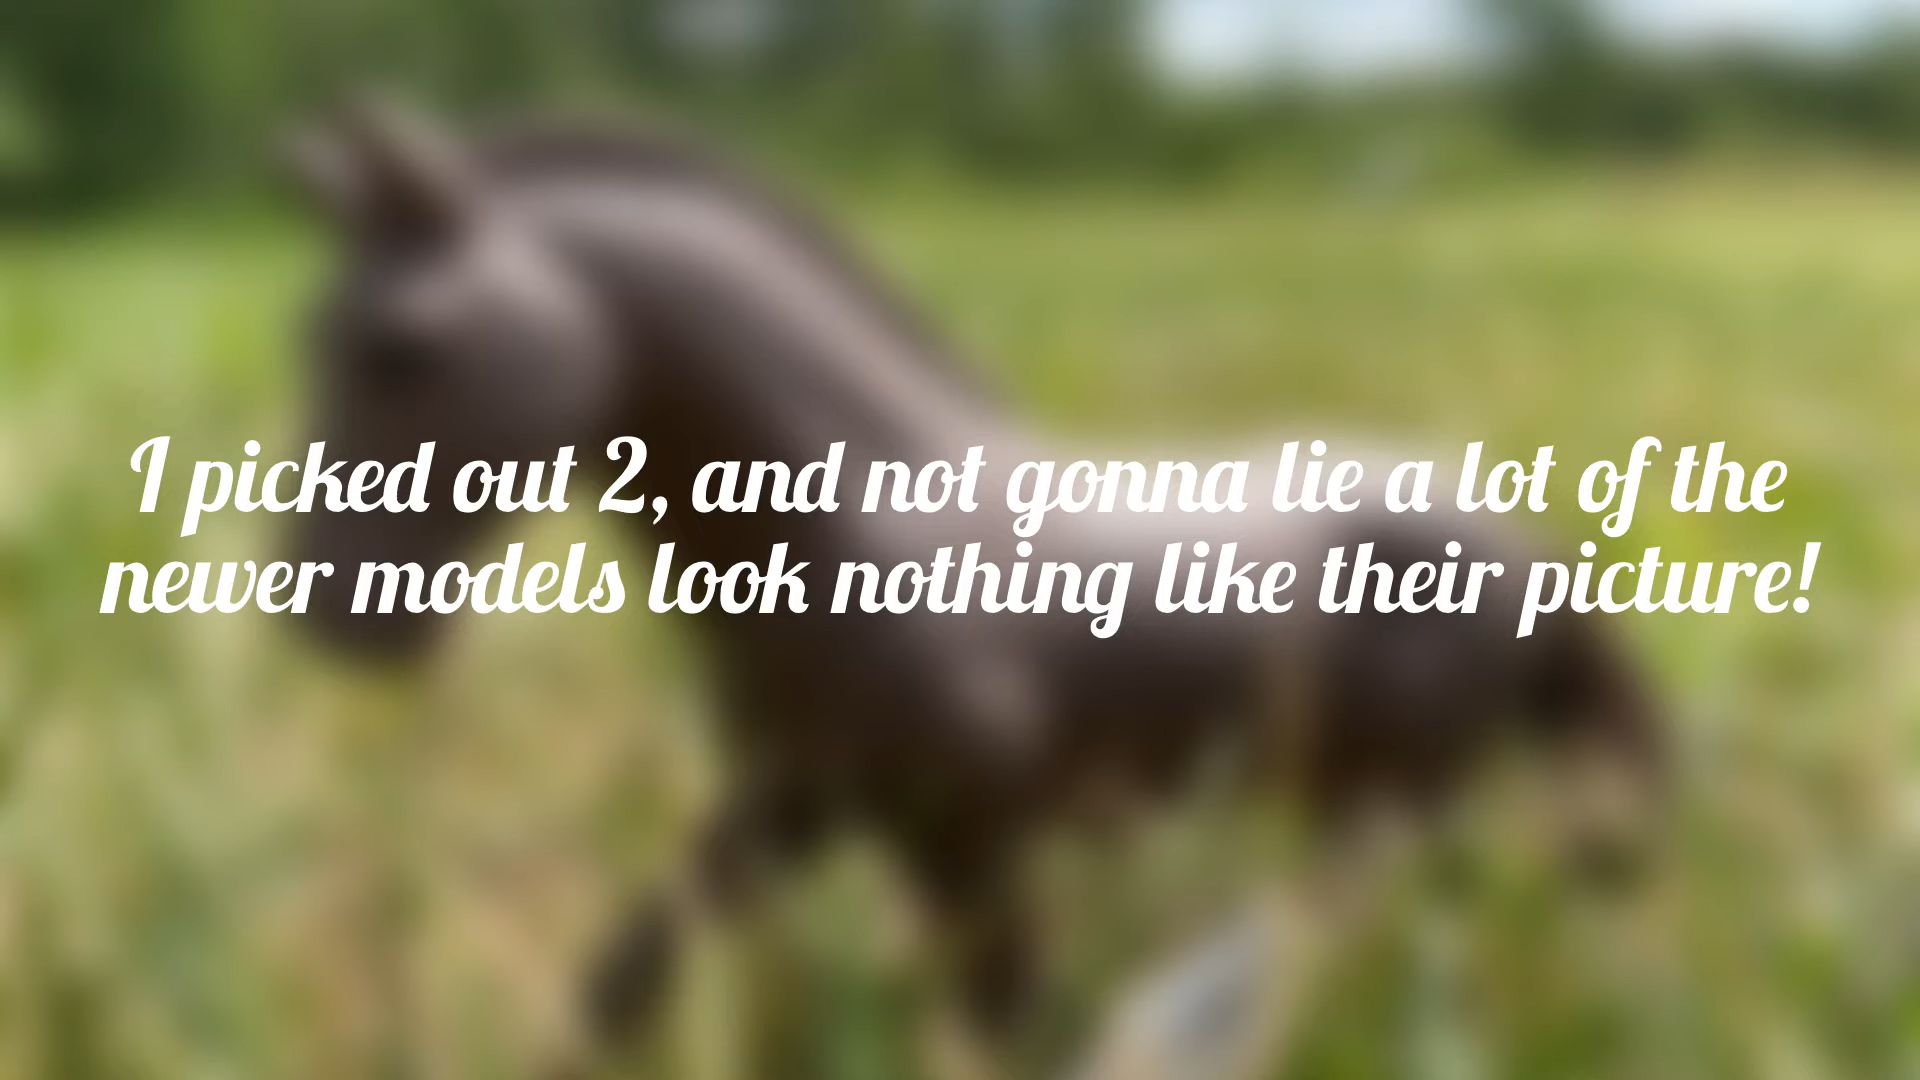 I picked out 2, and not gonna lie a lot of the
newer models look nothing like their picture!